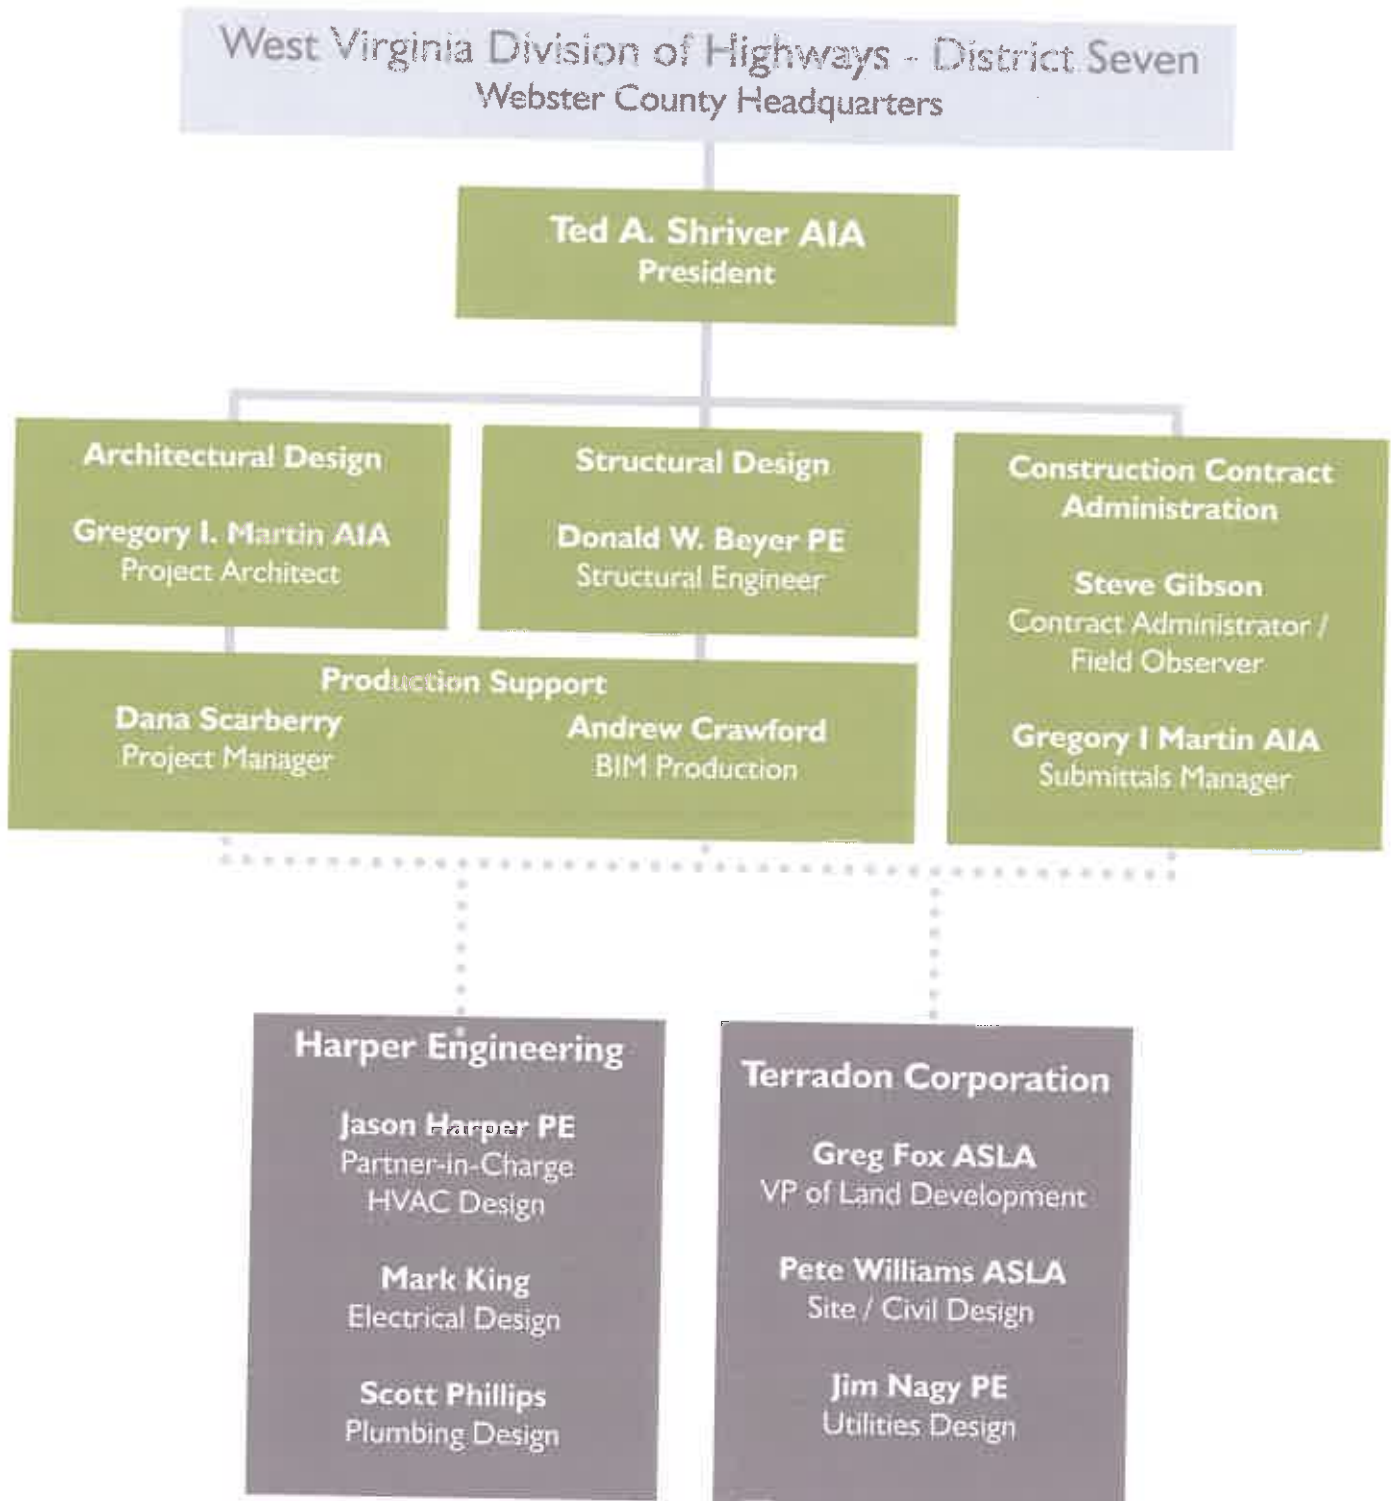 West Virginia Division of Highways - District Seven
Webster County Headquarters
Ted A. Shriver AIA
President
Architectural Design
Gregory I. Martin AIA
Project Architect
Structural Design
Donald W. Beyer PE
Structural Engineer
Construction Contract
Administration
Steve Gibson
Contract Administrator /
Field Observer
Gregory I Martin AIA
Submittals Manager
Production Support
Dana Scarberry
Project Manager
Andrew Crawford
BIM Production
Harper Engineering
Jason Harper PE
Partner-in-Charge
HVAC Design
Mark King
Electrical Design
Scott Phillips
Plumbing Design
Terradon Corporation
Greg Fox ASLA
VP of Land Development
Pete Williams ASLA
Site / Civil Design
Jim Nagy PE
Utilities Design